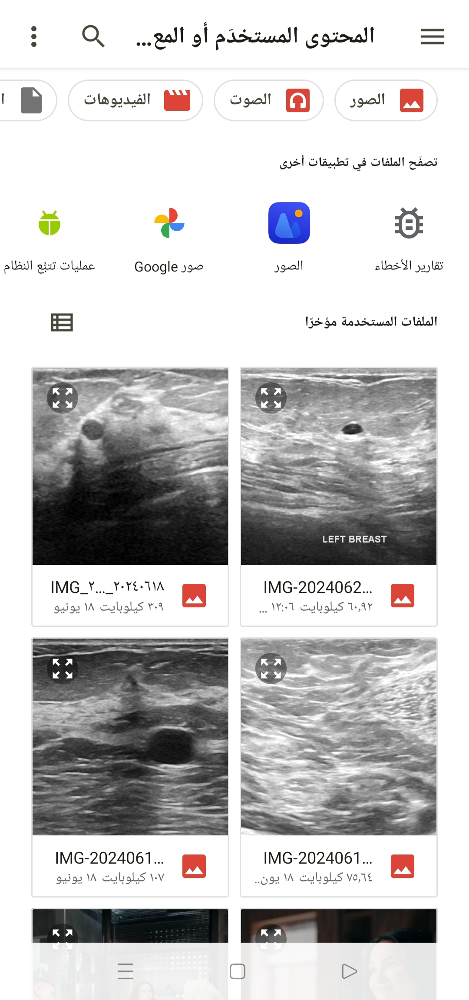 المحتوى المستخدَم أو المع...
الصور
الصوت
الفيديوهات
تصفّح الملفات في تطبيقات أخرى
تقارير الأخطاء
الصور
صور Google
عمليات تتبُّع النظام
الملفات المستخدمة مؤخرًا
LEFT BREAST
IMG-2024062...
٦٠,٩٢ كيلوبايت ١٢:٠٦ ...
IMG_٢..._٢٠٢٤٠٦١٨
٣٠٩ كيلوبايت ١٨ يونيو
IMG-2024061...
٧٥,٦٤ كيلوبايت ١٨ يون..
IMG-2024061...
١٠٧ كيلوبايت ١٨ يونيو